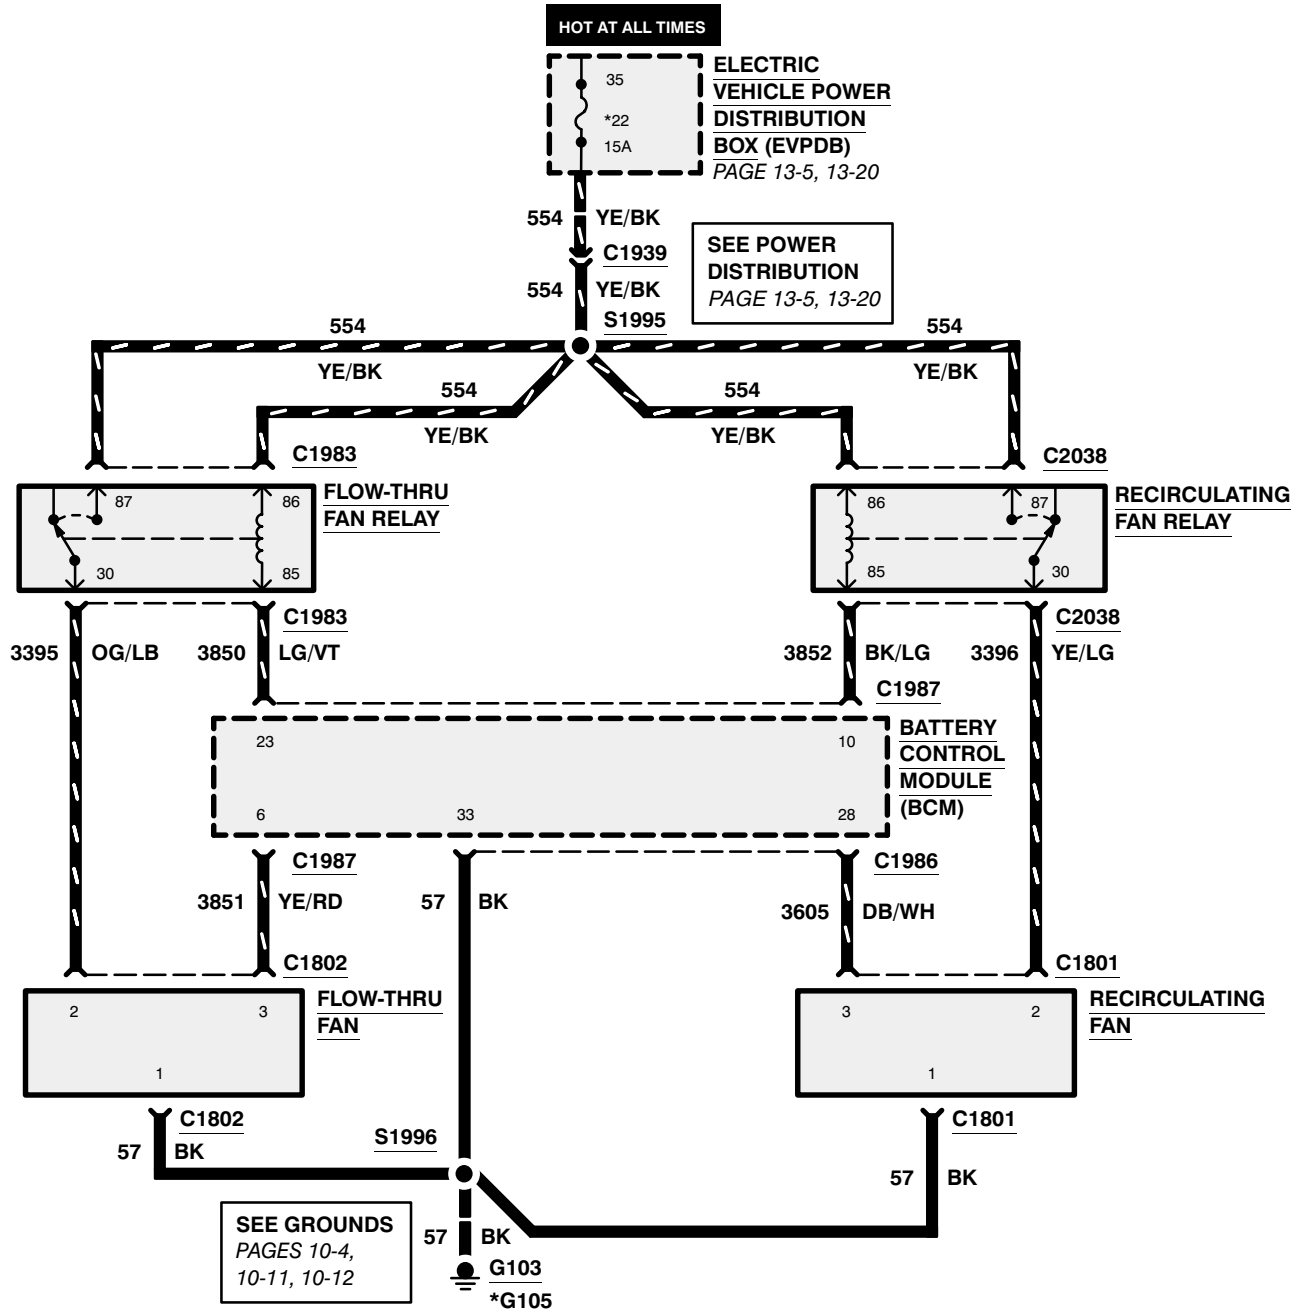 HOT AT ALL TIMES
35
*22
15A
ELECTRIC
VEHICLE POWER
DISTRIBUTION
BOX (EVPDB)
PAGE 13-5, 13-20
554 YE/BK
C1939
554 YE/BK
S1995
SEE POWER
DISTRIBUTION
PAGE 13-5, 13-20
554
YE/BK
554
YE/BK
554
YE/BK
554
YE/BK
C1983
C2038
87
86
30
85
FLOW-THRU
FAN RELAY
86
87
85
30
RECIRCULATING
FAN RELAY
C1983
C2038
3395 OG/LB
3850 LG/VT
3852 BK/LG
3396 YE/LG
C1987
23
10
6
33
28
BATTERY
CONTROL
MODULE
(BCM)
C1987
C1986
3851 YE/RD
57 BK
3605 DB/WH
C1802
C1801
2
3
1
FLOW-THRU
FAN
3
2
1
RECIRCULATING
FAN
C1802
C1801
57 BK
S1996
57 BK
SEE GROUNDS
PAGES 10-4,
10-11, 10-12
57 BK
G103
*G105